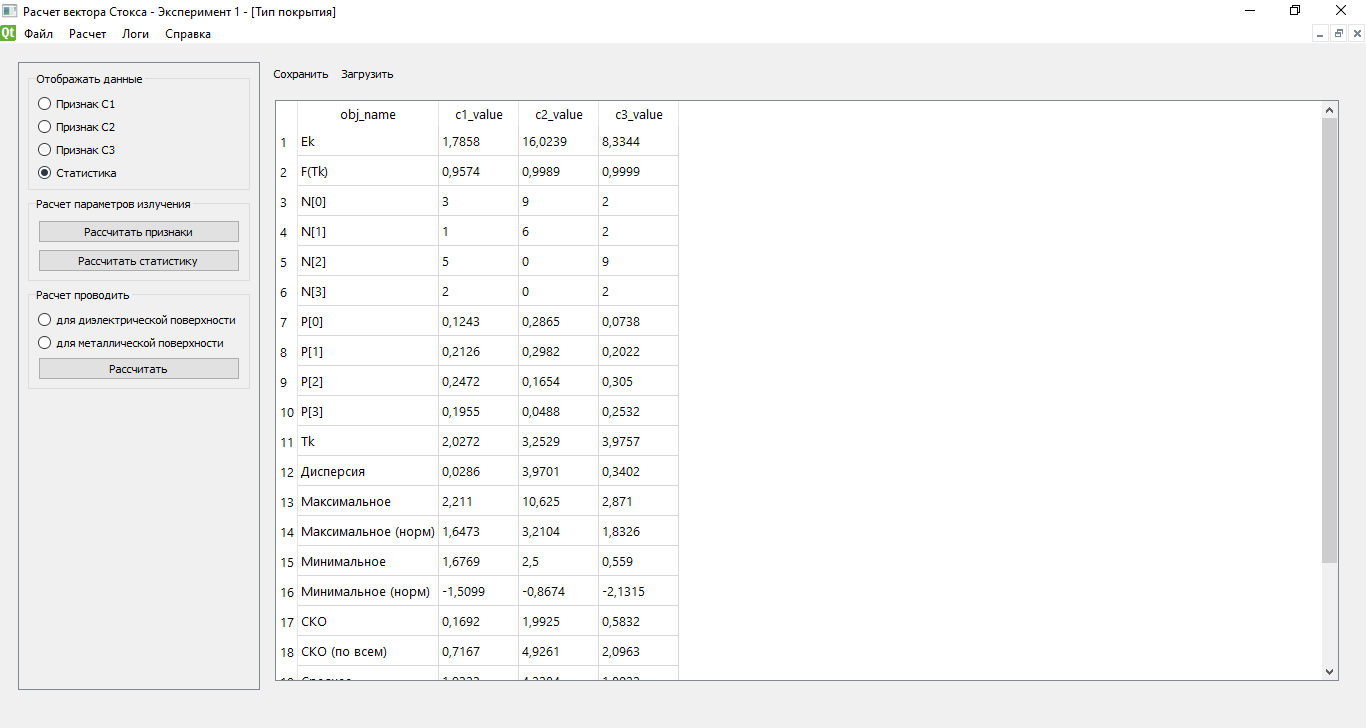 Расчет вектора Стокса - Эксперимент 1 - [Тип покрытия]
Qt Файл Расчет Логи Справка
Отображать данные
Признак C1
Признак C2
Признак C3
Статистика
Расчет параметров излучения
Рассчитать признаки
Рассчитать статистику
Расчет проводить
для диэлектрической поверхности
для металлической поверхности
Рассчитать
Сохранить Загрузить
obj_name c1_value c2_value c3_value
1 Ek 1,7858 16,0239 8,3344
2 F(Tk) 0,9574 0,9989 0,9999
3 N[0] 3 9 2
4 N[1] 1 6 2
5 N[2] 5 0 9
6 N[3] 2 0 2
7 P[0] 0,1243 0,2865 0,0738
8 P[1] 0,2126 0,2982 0,2022
9 P[2] 0,2472 0,1654 0,305
10 P[3] 0,1955 0,0488 0,2532
11 Tk 2,0272 3,2529 3,9757
12 Дисперсия 0,0286 3,9701 0,3402
13 Максимальное 2,211 10,625 2,871
14 Максимальное (норм) 1,6473 3,2104 1,8326
15 Минимальное 1,6769 2,5 0,559
16 Минимальное (норм) -1,5099 -0,8674 -2,1315
17 СКО 0,1692 1,9925 0,5832
18 СКО (по всем) 0,7167 4,9261 2,0963